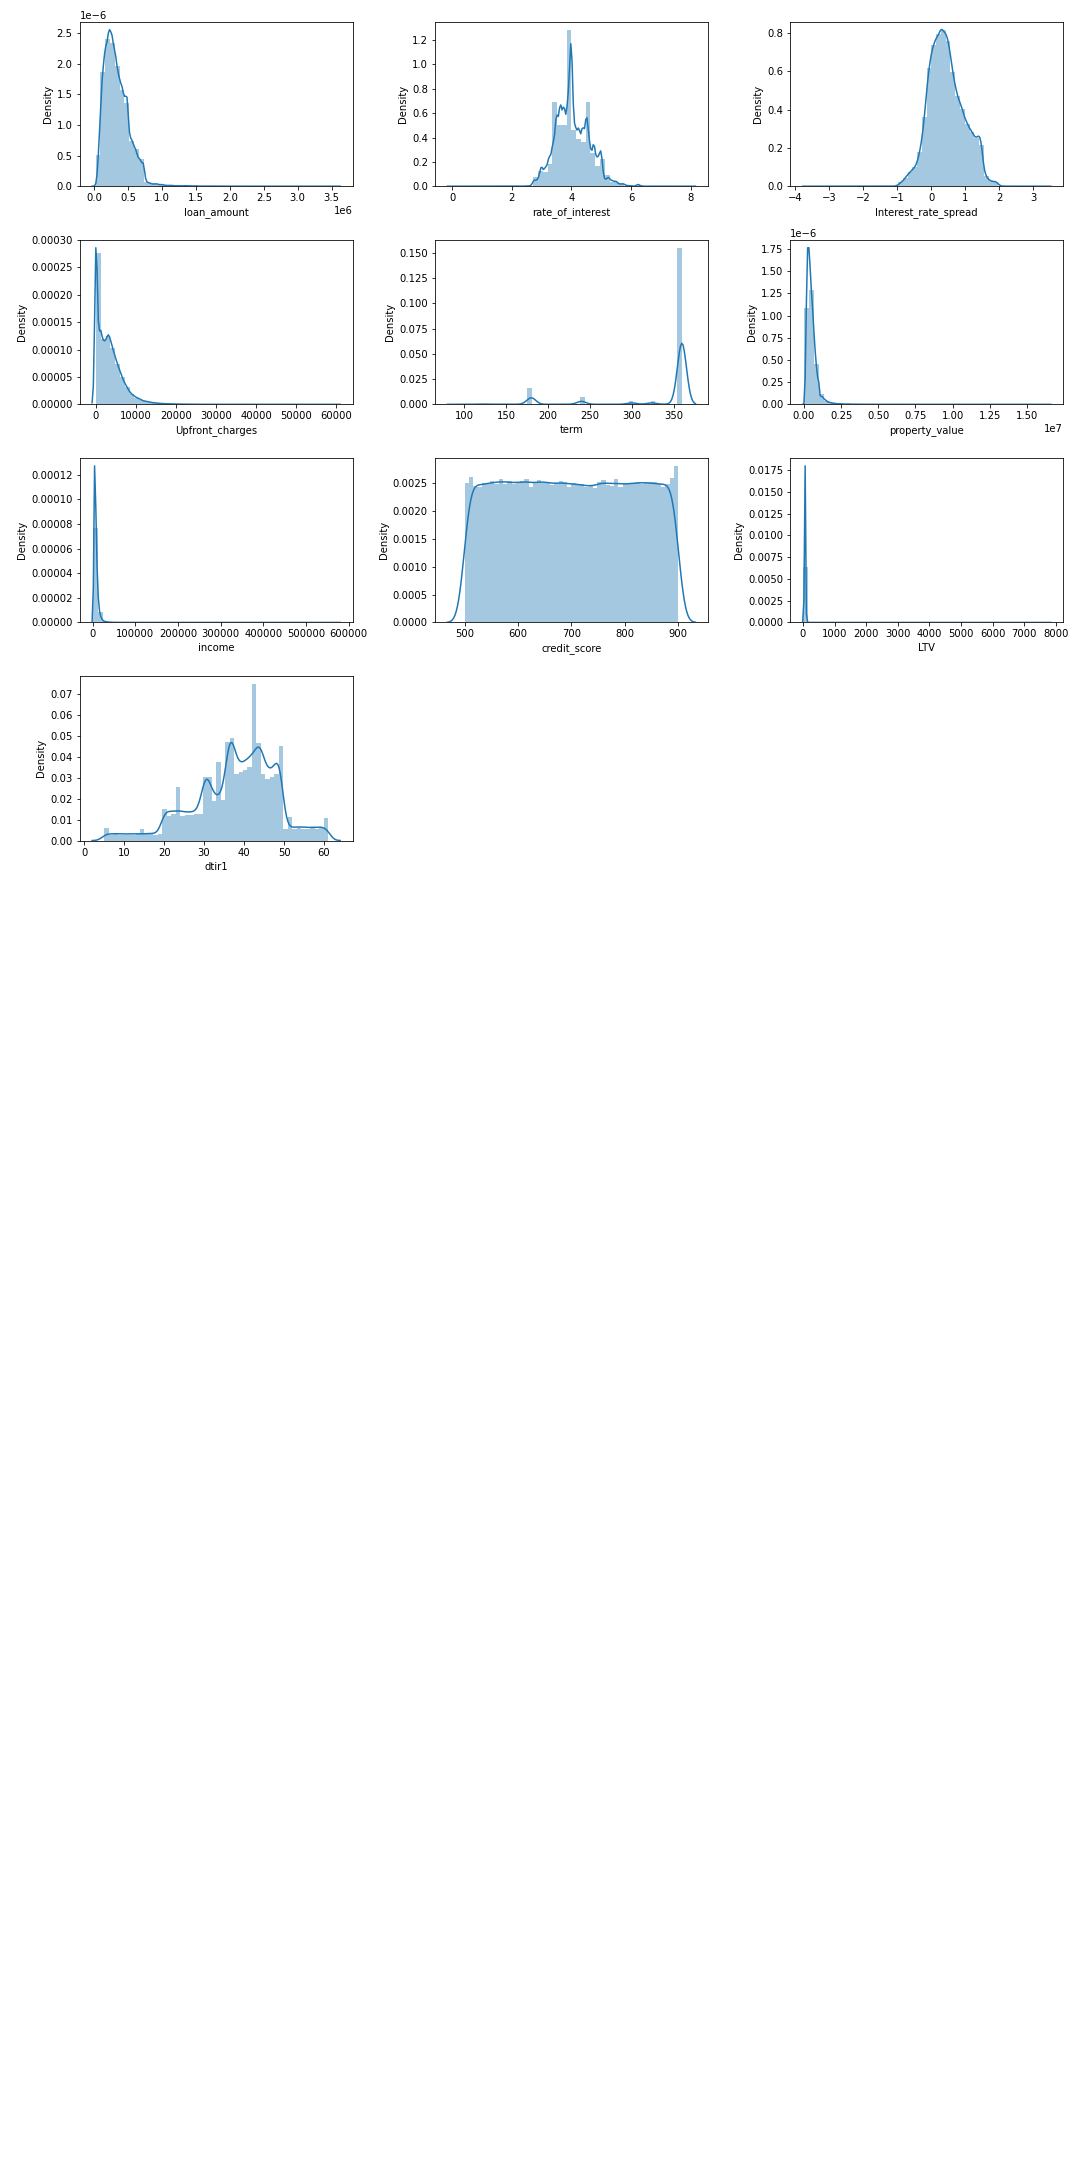 1e−6
Density
2.5
2.0
1.5
1.0
0.5
0.0
0.0 0.5 1.0 1.5 2.0 2.5 3.0 3.5
1e6
loan_amount
Density
1.2
1.0
0.8
0.6
0.4
0.2
0.0
0 2 4 6 8
rate_of_interest
Density
0.8
0.6
0.4
0.2
0.0
−4 −3 −2 −1 0 1 2 3
Interest_rate_spread
Density
0.00030
0.00025
0.00020
0.00015
0.00010
0.00005
0.00000
0 10000 20000 30000 40000 50000 60000
Upfront_charges
Density
0.150
0.125
0.100
0.075
0.050
0.025
0.000
100 150 200 250 300 350
term
1e−6
Density
1.75
1.50
1.25
1.00
0.75
0.50
0.25
0.00
0.00 0.25 0.50 0.75 1.00 1.25 1.50
1e7
property_value
Density
0.00012
0.00010
0.00008
0.00006
0.00004
0.00002
0.00000
0 100000 200000 300000 400000 500000 600000
income
Density
0.0025
0.0020
0.0015
0.0010
0.0005
0.0000
500 600 700 800 900
credit_score
Density
0.0175
0.0150
0.0125
0.0100
0.0075
0.0050
0.0025
0.0000
0 1000 2000 3000 4000 5000 6000 7000 8000
LTV
Density
0.07
0.06
0.05
0.04
0.03
0.02
0.01
0.00
0 10 20 30 40 50 60
dtir1